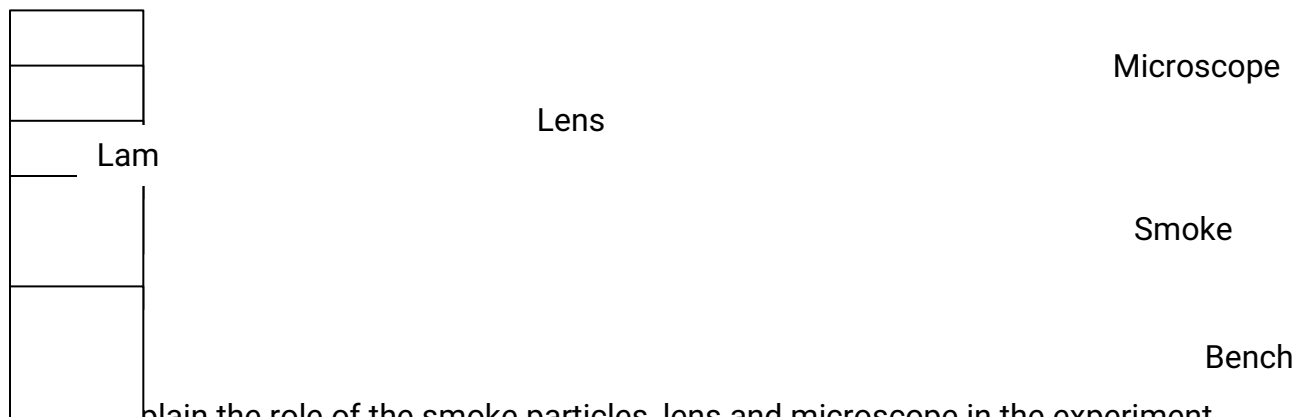 Microscope
Lens
Lam
Smoke
Bench
plain the role of the smoke particles, lens and microscope in the experiment